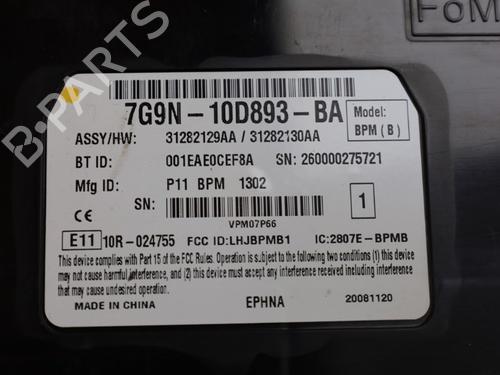 FoM
B-PARTS
7G9N-10D893-BA
Model:
BPM (B)
ASSY/HW: 31282129AA / 31282130AA
BT ID: 001EAE0CEF8A SN: 260000275721
Mfg ID: P11 BPM 1302
1
VPM07P66
CE E11 10R-024755 FCC ID:LHJBPMB1 IC:2807E-BPMB
This device complies with Part 15 of the FCC Rules. Operation is subject to the following two conditions (1) this device
may not cause harmful interference, and (2) this device must accept any interference received including interference
that may cause undesired operation.
MADE IN CHINA EPHNA 20081120